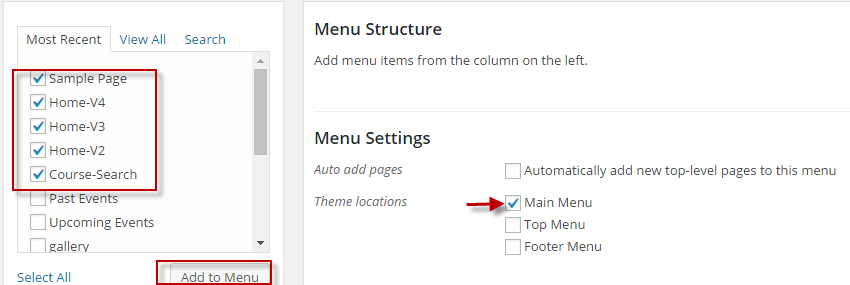 Most Recent View All Search
Sample Page
Home-V4
Home-V3
Home-V2
Course-Search
Past Events
Upcoming Events
gallery
Select All Add to Menu
Menu Structure
Add menu items from the column on the left.
Menu Settings
Auto add pages Automatically add new top-level pages to this menu
Theme locations Main Menu
Top Menu
Footer Menu